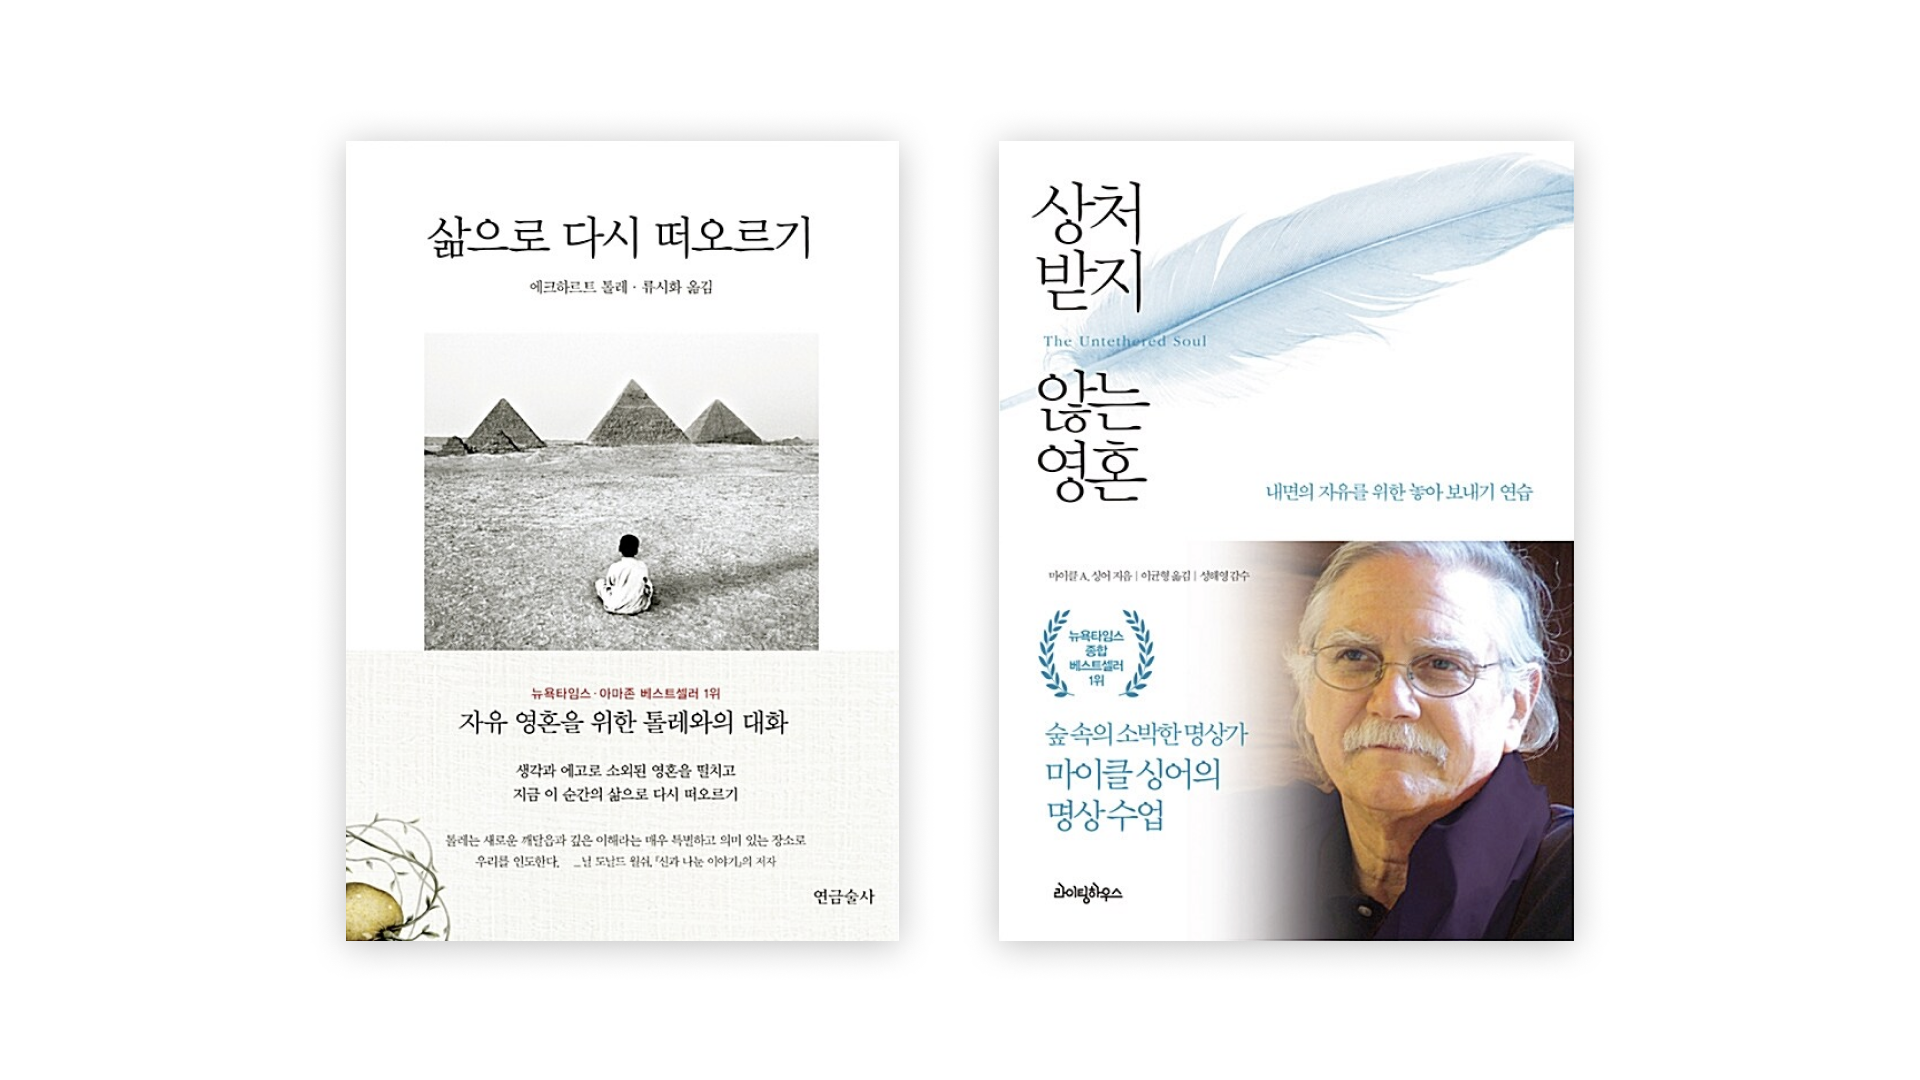 삶으로 다시 떠오르기
에크하르트 톨레 · 류시화 옮김
뉴욕타임스·아마존 베스트셀러 1위
자유 영혼을 위한 톨레와의 대화
생각과 에고로 소외된 영혼을 떨치고
지금 이 순간의 삶으로 다시 떠오르기
톨레는 새로운 깨달음과 깊은 이해라는 매우 특별하고 의미 있는 장소로
우리를 인도한다. _닐 도날드 월쉬, 『신과 나눈 이야기』의 저자
연금술사
상처
받지
The Untethered Soul
않는
영혼
내면의 자유를 위한 놓아 보내기 연습
마이클 A. 싱어 지음 | 이균형 옮김 | 성해영 감수
뉴욕타임스
종합
베스트셀러
1위
숲 속의 소박한 명상가
마이클 싱어의
명상 수업
라이팅하우스